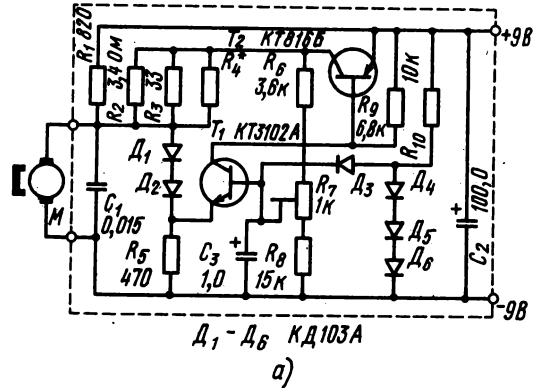 R1 820
R2 3,4 Ом
R3 33
R4*
T2 КТ816В
R6 3,6к
R9 6,8к
10к
R10
+9В
T1 КТ3102А
Д1
Д2
Д3
Д4
Д5
Д6
R7 1к
M
C1 0,015
R5 470
C3 1,0
R8 15к
+
+
C2 100,0
-9В
Д1 - Д6 КД103А
а)